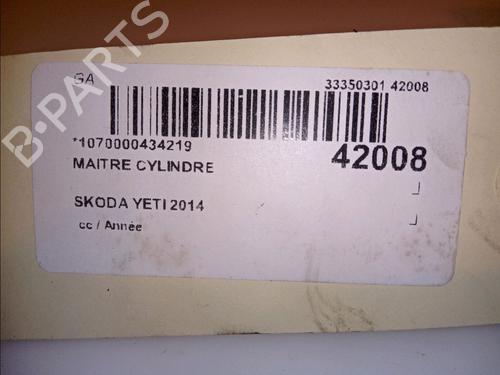 GA
33350301 42008
*1070000434219
42008
MAITRE CYLINDRE
SKODA YETI 2014
cc / Année
B-PARTS